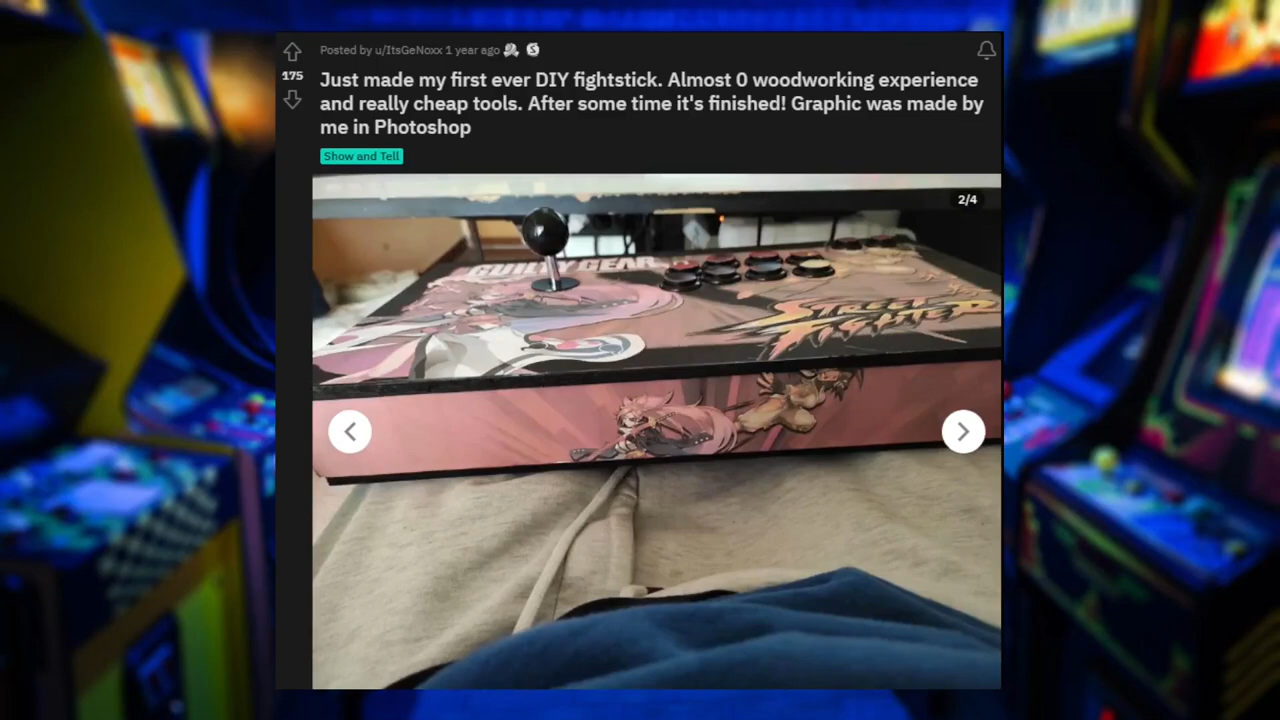 Posted by u/ItsGeNoxx 1 year ago
175
Just made my first ever DIY fightstick. Almost 0 woodworking experience
and really cheap tools. After some time it's finished! Graphic was made by
me in Photoshop
Show and Tell
2/4
GUILTY GEAR
STREET
FIGHTER